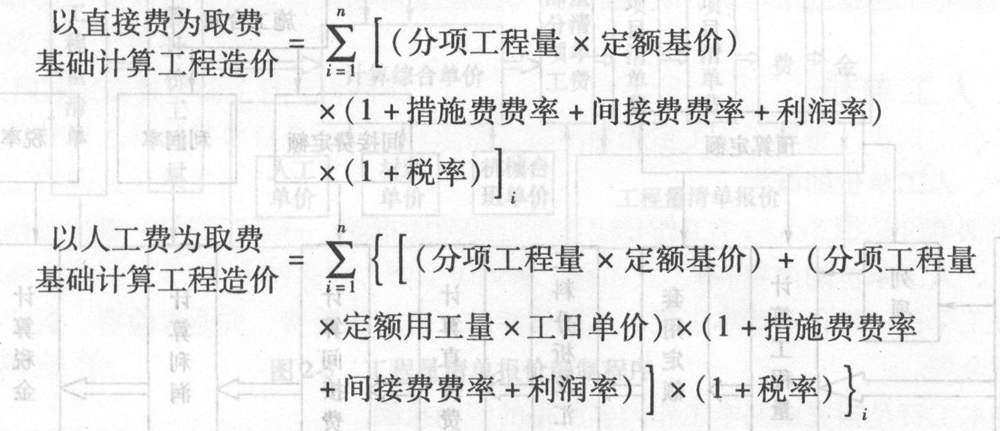 以直接费为取费
基础计算工程造价 = \sum_{i=1}^{n} [ (分项工程量 × 定额基价)
× (1 + 措施费费率 + 间接费费率 + 利润率)
× (1 + 税率) ]_i
以人工费为取费
基础计算工程造价 = \sum_{i=1}^{n} { [ (分项工程量 × 定额基价) + (分项工程量
× 定额用工量 × 工日单价) × (1 + 措施费费率
+ 间接费费率 + 利润率) ] × (1 + 税率) }_i